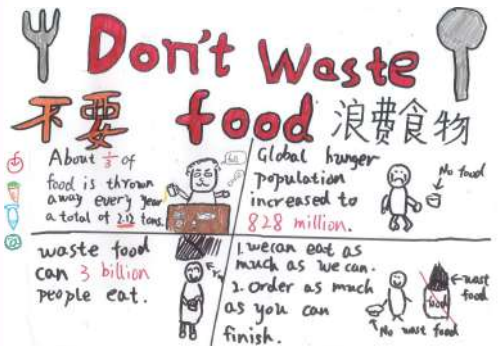 Don't Waste
不要 food 浪费食物
About 1/3 of
food is thrown
away every year
a total of 2.12 tons.
Global hunger
population
increased to
828 million.
No food
waste food
can 3 billion
people eat.
1. we can eat as
much as we can.
2. order as much
as you can
finish.
food
←wast
food
No wast food